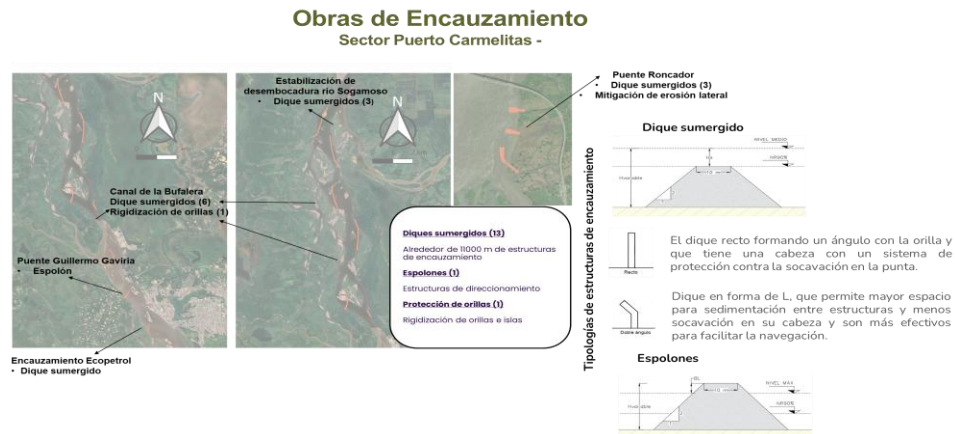 Obras de Encauzamiento
Sector Puerto Carmelitas -
Estabilización de
desembocadura río Sogamoso
• Dique sumergidos (3)
Puente Roncador
• Dique sumergidos (3)
• Mitigación de erosión lateral
N
N
Canal de la Bufalera
Dique sumergidos (6)
Rigidización de orillas (1)
Puente Guillermo Gaviria
• Espolón
Encauzamiento Ecopetrol
• Dique sumergido
Diques sumergidos (13)
Alrededor de 11000 m de estructuras
de encauzamiento
Espolones (1)
Estructuras de direccionamiento
Protección de orillas (1)
Rigidización de orillas e islas
Tipologías de estructuras de encauzamiento
Dique sumergido
NIVEL MEDIO
Recto
El dique recto formando un ángulo con la orilla y
que tiene una cabeza con un sistema de
protección contra la socavación en la punta.
Doble ángulo
Dique en forma de L, que permite mayor espacio
para sedimentación entre estructuras y menos
socavación en su cabeza y son más efectivos
para facilitar la navegación.
Espolones
NIVEL MAX